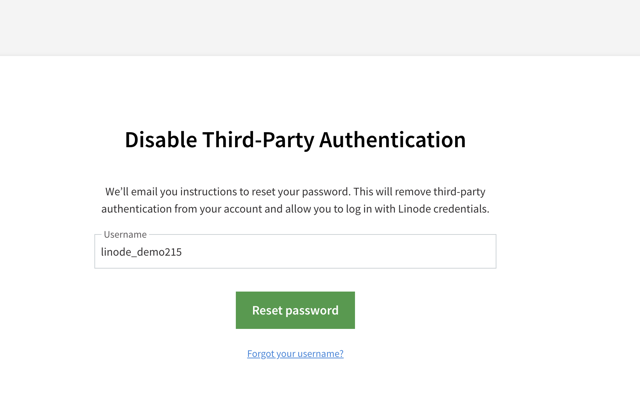 Disable Third-Party Authentication
We'll email you instructions to reset your password. This will remove third-party
authentication from your account and allow you to log in with Linode credentials.
Username
linode_demo215
Reset password
Forgot your username?